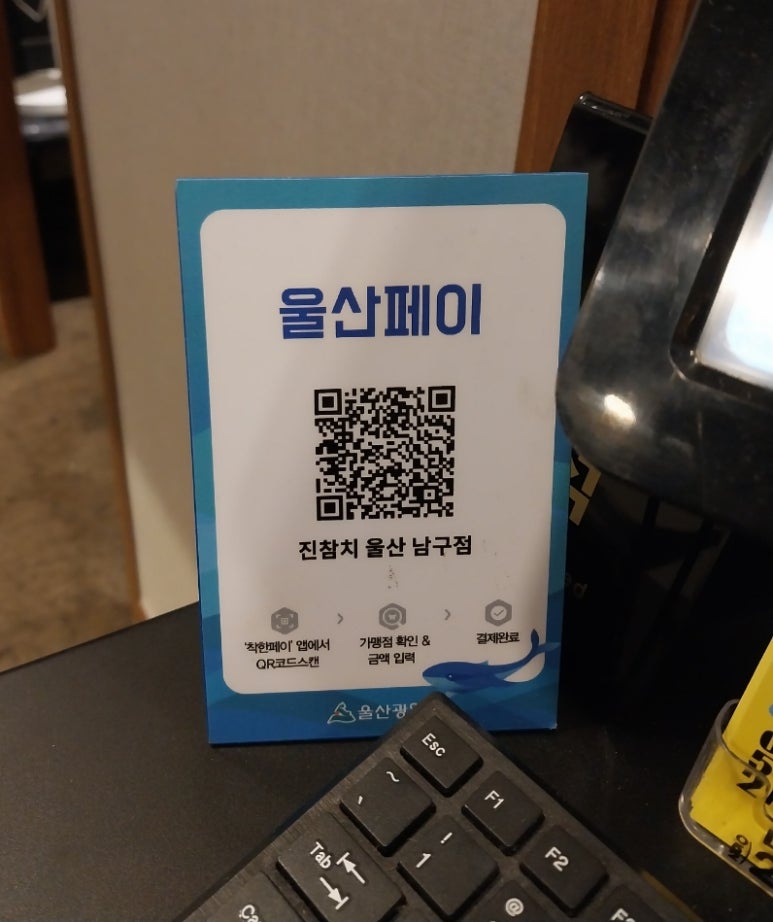 울산페이
진참치 울산 남구점
'착한페이' 앱에서
QR코드스캔
가맹점 확인 &
금액 입력
결제완료
Esc
~
F1
!
1
F2
Tab
@